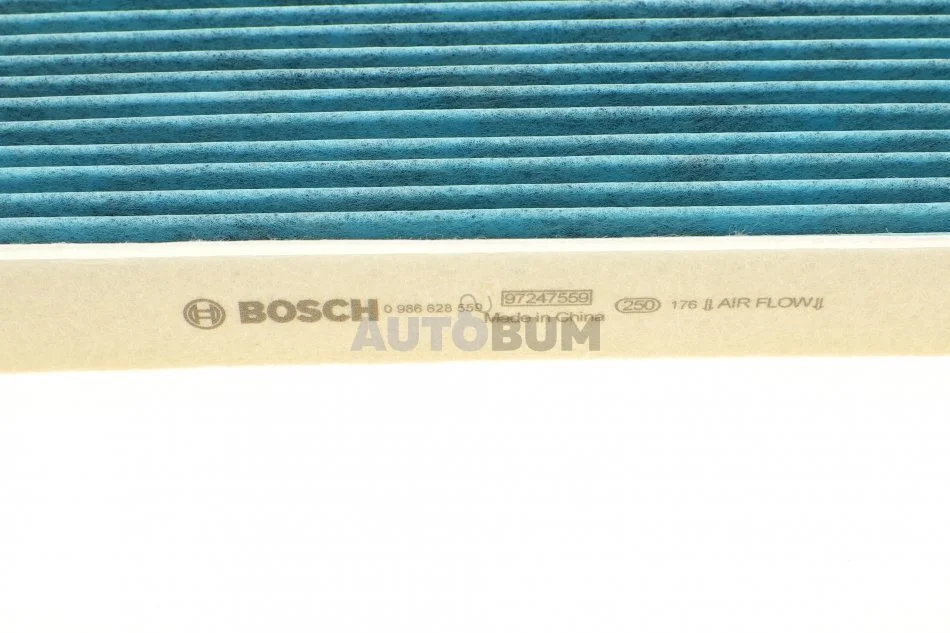 BOSCH 0 986 628 559 97247559 250 176 AIR FLOW
Made in China
AUTOBUM